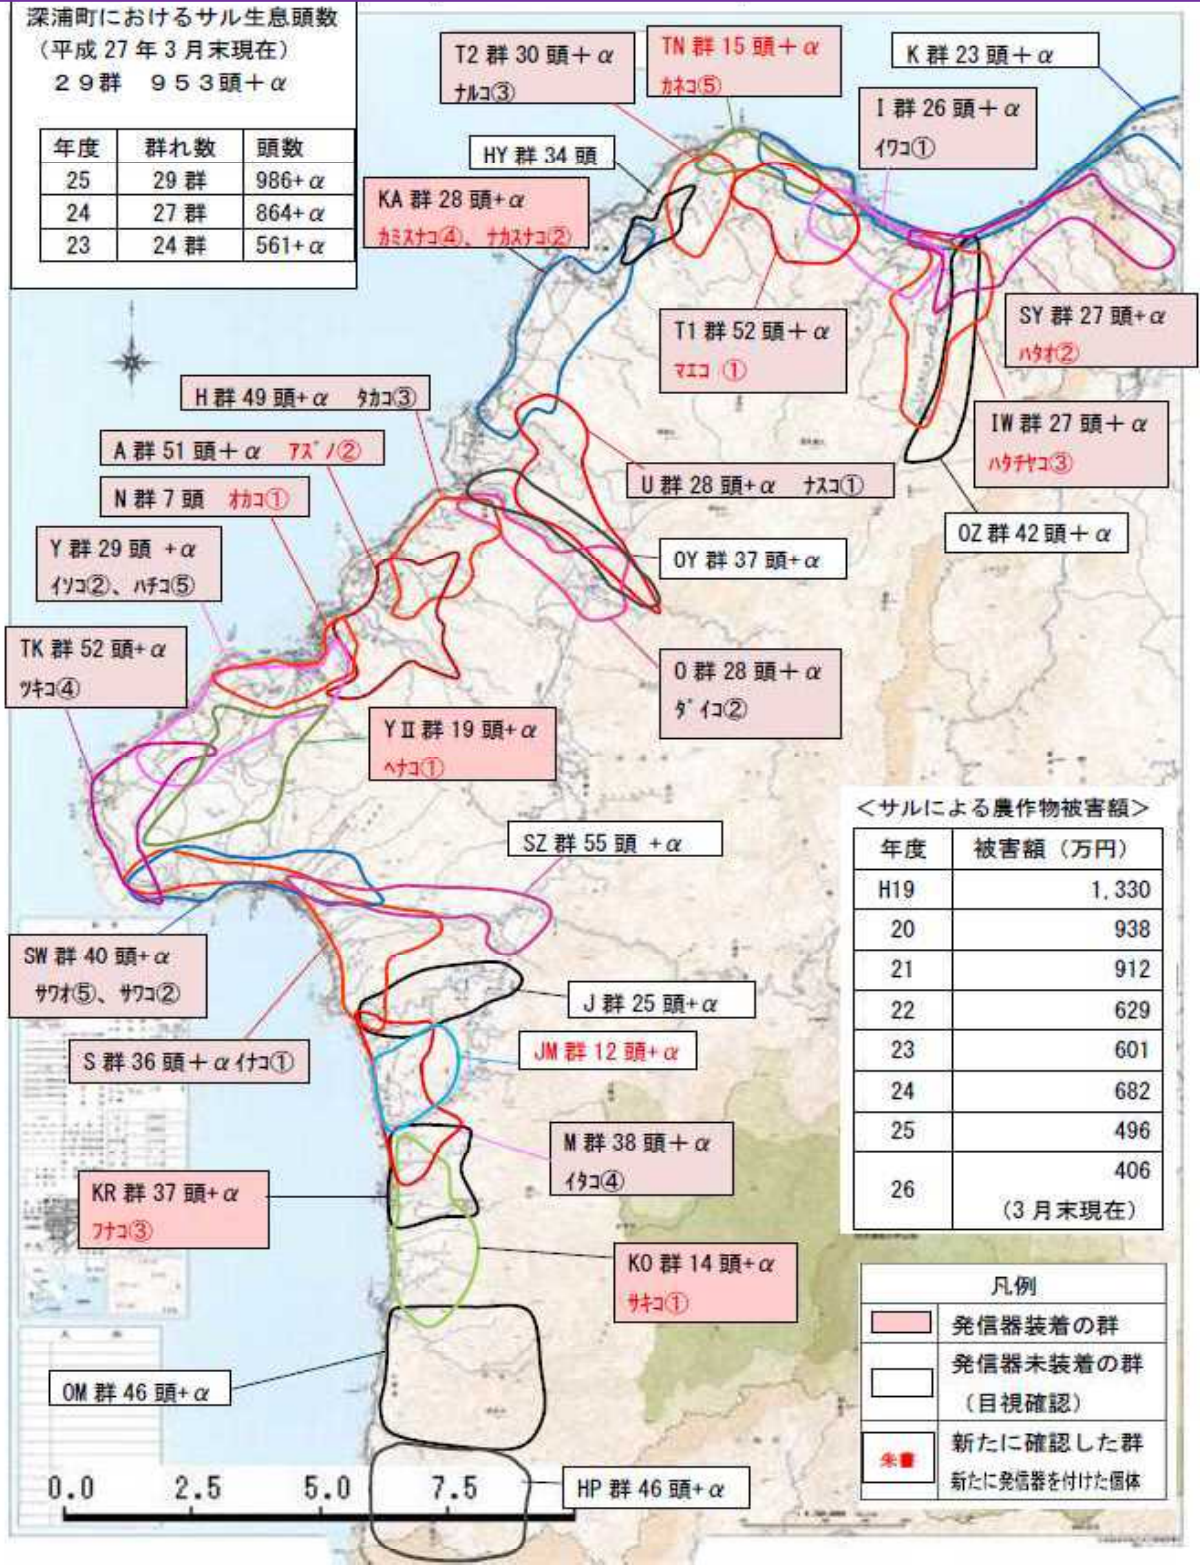 深浦町におけるサル生息頭数
（平成27年3月末現在）
２９群　９５３頭＋α
年度　群れ数　頭数
25　29群　986+α
24　27群　864+α
23　24群　561+α
T2群30頭＋α
ナルコ③
TN群15頭＋α
カネコ⑤
K群23頭＋α
I群26頭＋α
イワコ①
HY群34頭
KA群28頭+α
カミスナコ④、ナカスナコ②
T1群52頭＋α
マエコ ①
SY群27頭+α
ハタオ②
H群49頭+α　タカコ③
A群51頭＋α　アズノ②
N群7頭　オカコ①
IW群27頭＋α
ハタチヤコ③
U群28頭+α　ナスコ①
OZ群42頭＋α
Y群29頭 +α
イソコ②、ハチコ⑤
OY群37頭+α
TK群52頭+α
ツキコ④
O群28頭＋α
ダイコ②
YⅡ群19頭+α
ヘナコ①
SZ群55頭 +α
SW群40頭+α
サワオ⑤、サワコ②
J群25頭+α
S群36頭＋αイナコ①
JM群12頭+α
M群38頭＋α
イタコ④
KR群37頭+α
フナコ③
KO群14頭+α
サキコ①
OM群46頭+α
HP群46頭+α
0.0　2.5　5.0　7.5
＜サルによる農作物被害額＞
年度　被害額（万円）
H19　1,330
20　938
21　912
22　629
23　601
24　682
25　496
26　406
（3月末現在）
凡例
発信器装着の群
発信器未装着の群
（目視確認）
朱書　新たに確認した群
新たに発信器を付けた個体